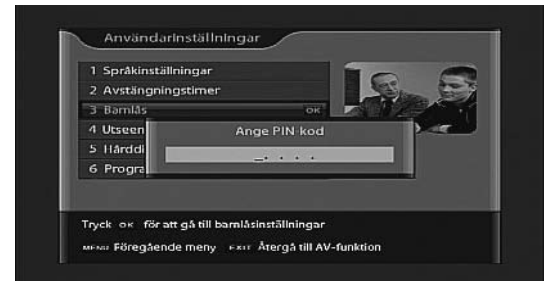 Användarinställningar
1 Språkinställningar
2 Avstängningstimer
3 Barnlås OK
4 Utseen
5 Hårddi
6 Progra
Ange PIN-kod
_. . . .
Tryck OK för att gå till barnlåsinställningar
MENU Föregående meny EXIT Återgå till AV-funktion